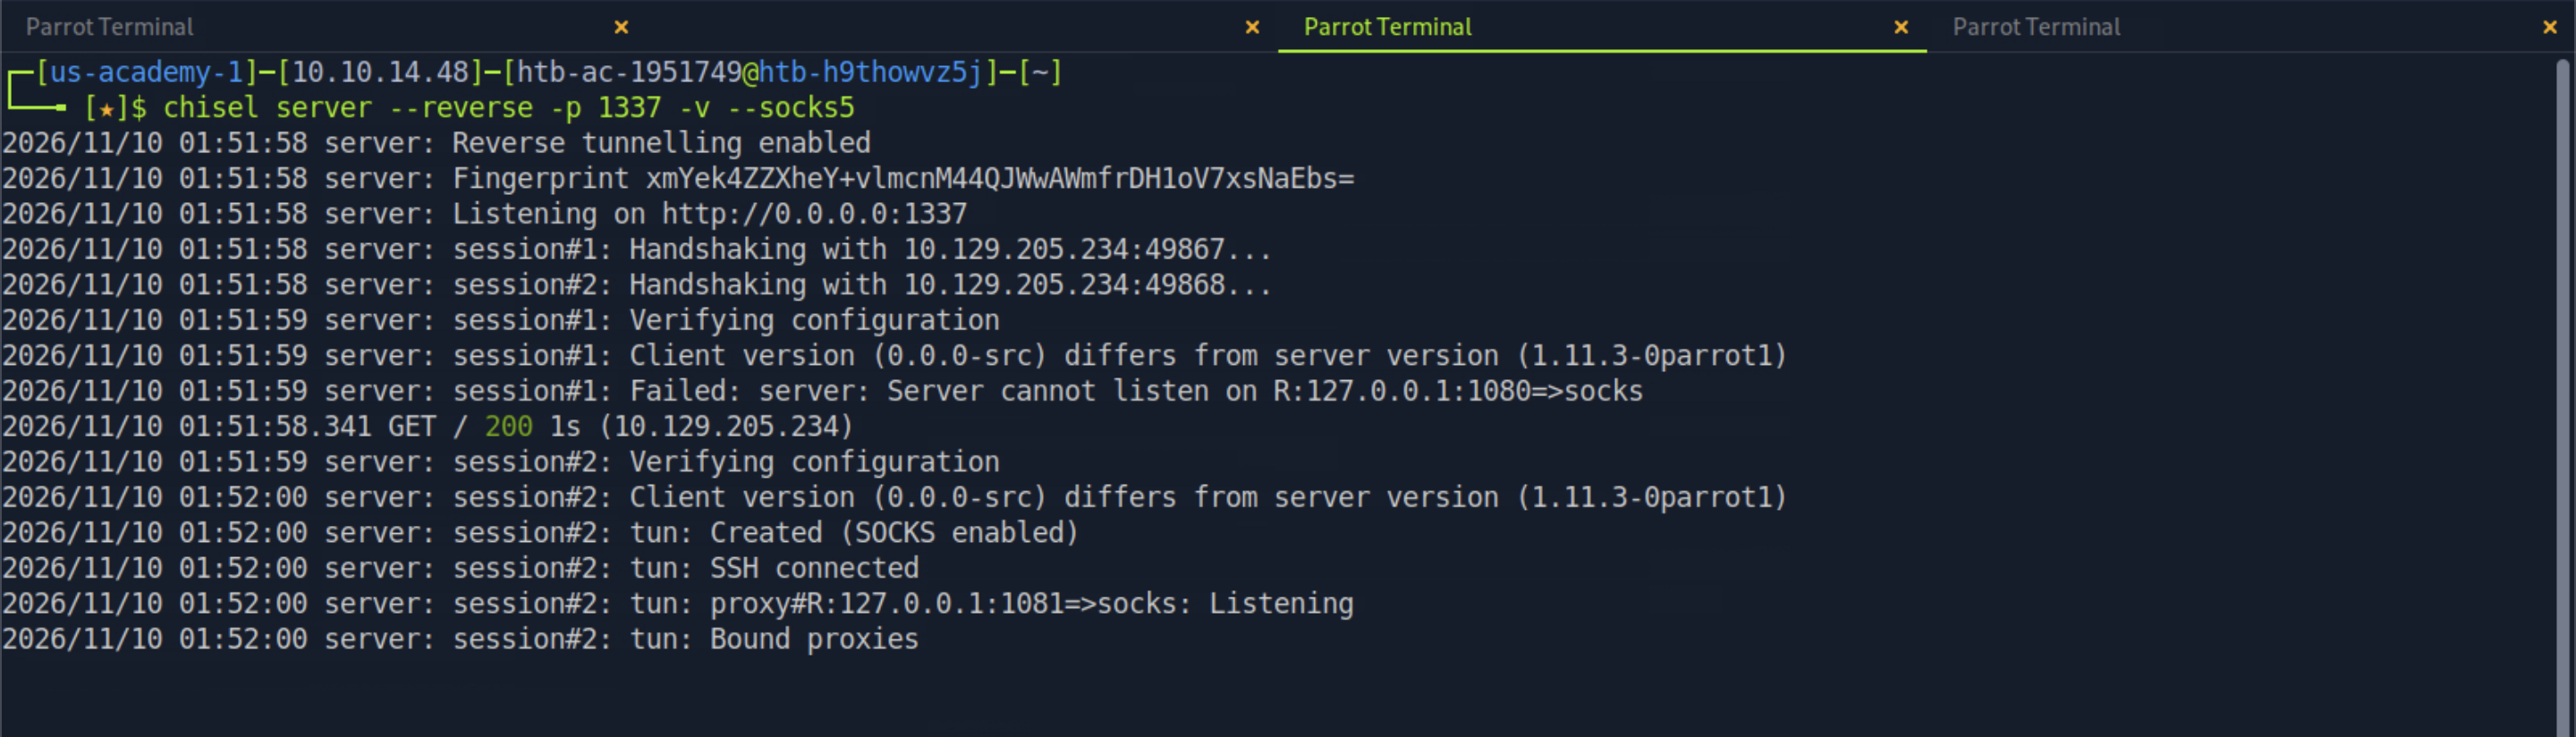 Parrot Terminal × × Parrot Terminal × Parrot Terminal ×
┌─[us-academy-1]─[10.10.14.48]─[htb-ac-1951749@htb-h9thowvz5j]─[~]
└──╼ [★]$ chisel server --reverse -p 1337 -v --socks5
2026/11/10 01:51:58 server: Reverse tunnelling enabled
2026/11/10 01:51:58 server: Fingerprint xmYek4ZZXheY+vlmcnM44QJWwAWmfrDH1oV7xsNaEbs=
2026/11/10 01:51:58 server: Listening on http://0.0.0.0:1337
2026/11/10 01:51:58 server: session#1: Handshaking with 10.129.205.234:49867...
2026/11/10 01:51:58 server: session#2: Handshaking with 10.129.205.234:49868...
2026/11/10 01:51:59 server: session#1: Verifying configuration
2026/11/10 01:51:59 server: session#1: Client version (0.0.0-src) differs from server version (1.11.3-0parrot1)
2026/11/10 01:51:59 server: session#1: Failed: server: Server cannot listen on R:127.0.0.1:1080=>socks
2026/11/10 01:51:58.341 GET / 200 1s (10.129.205.234)
2026/11/10 01:51:59 server: session#2: Verifying configuration
2026/11/10 01:52:00 server: session#2: Client version (0.0.0-src) differs from server version (1.11.3-0parrot1)
2026/11/10 01:52:00 server: session#2: tun: Created (SOCKS enabled)
2026/11/10 01:52:00 server: session#2: tun: SSH connected
2026/11/10 01:52:00 server: session#2: tun: proxy#R:127.0.0.1:1081=>socks: Listening
2026/11/10 01:52:00 server: session#2: tun: Bound proxies